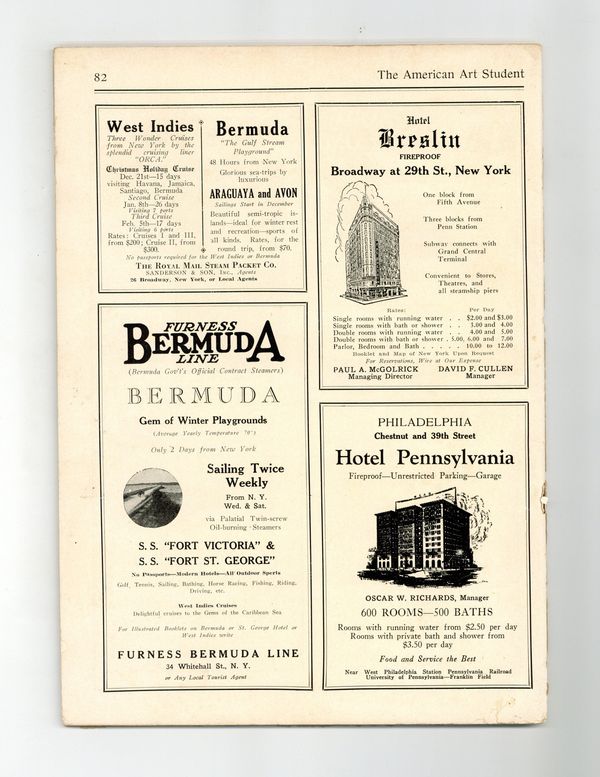 82
The American Art Student
West Indies
Three Wonder Cruises
from New York by the
splendid cruising liner
"ORCA."
Christmas Holiday Cruise
Dec. 21st—15 days
visiting Havana, Jamaica,
Santiago, Bermuda
Second Cruise
Jan. 8th—26 days
Visiting 7 ports
Third Cruise
Feb. 5th—17 days
Visiting 6 ports
Rates: Cruises I and III,
from $200; Cruise II, from
$300.
Bermuda
"The Gulf Stream
Playground"
48 Hours from New York
Glorious sea-trips by
luxurious
ARAGUAYA and AVON
Sailings Start in December
Beautiful semi-tropic is-
lands—ideal for winter rest
and recreation—sports of
all kinds. Rates, for the
round trip, from $70.
No passports required for the West Indies or Bermuda
THE ROYAL MAIL STEAM PACKET CO.
SANDERSON & SON, Inc., Agents
26 Broadway, New York, or Local Agents
FURNESS
BERMUDA
LINE
(Bermuda Gov't's Official Contract Steamers)
BERMUDA
Gem of Winter Playgrounds
(Average Yearly Temperature 70°)
Only 2 Days from New York
Sailing Twice
Weekly
From N. Y.
Wed. & Sat.
via Palatial Twin-screw
Oil-burning Steamers
S. S. "FORT VICTORIA" &
S. S. "FORT ST. GEORGE"
No Passports—Modern Hotels—All Outdoor Sports
Golf, Tennis, Sailing, Bathing, Horse Racing, Fishing, Riding,
Driving, etc.
West Indies Cruises
Delightful cruises to the Gems of the Caribbean Sea
For Illustrated Booklets on Bermuda or St. George Hotel or
West Indies write
FURNESS BERMUDA LINE
34 Whitehall St., N. Y.
or Any Local Tourist Agent
Hotel
Breslin
FIREPROOF
Broadway at 29th St., New York
One block from
Fifth Avenue
Three blocks from
Penn Station
Subway connects with
Grand Central
Terminal
Convenient to Stores,
Theatres, and
all steamship piers
Rates: Per Day
Single rooms with running water . . $2.00 and $3.00
Single rooms with bath or shower . . 3.00 and 4.00
Double rooms with running water . . 4.00 and 5.00
Double rooms with bath or shower . 5.00, 6.00 and 7.00
Parlor, Bedroom and Bath . . . . . 10.00 to 12.00
Booklet and Map of New York Upon Request
For Reservations, Wire at Our Expense
PAUL A. McGOLRICK DAVID F. CULLEN
Managing Director Manager
PHILADELPHIA
Chestnut and 39th Street
Hotel Pennsylvania
Fireproof—Unrestricted Parking—Garage
OSCAR W. RICHARDS, Manager
600 ROOMS—500 BATHS
Rooms with running water from $2.50 per day
Rooms with private bath and shower from
$3.50 per day
Food and Service the Best
Near West Philadelphia Station Pennsylvania Railroad
University of Pennsylvania—Franklin Field